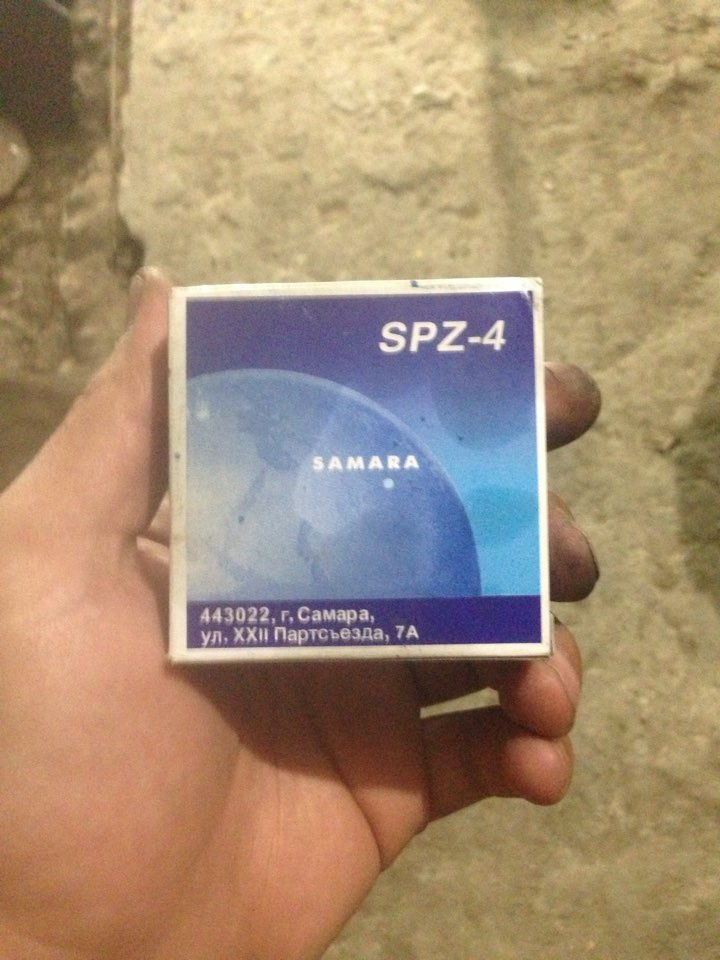 SPZ-4
SAMARA
443022, г. Самара,
ул. XXII Партсъезда, 7А